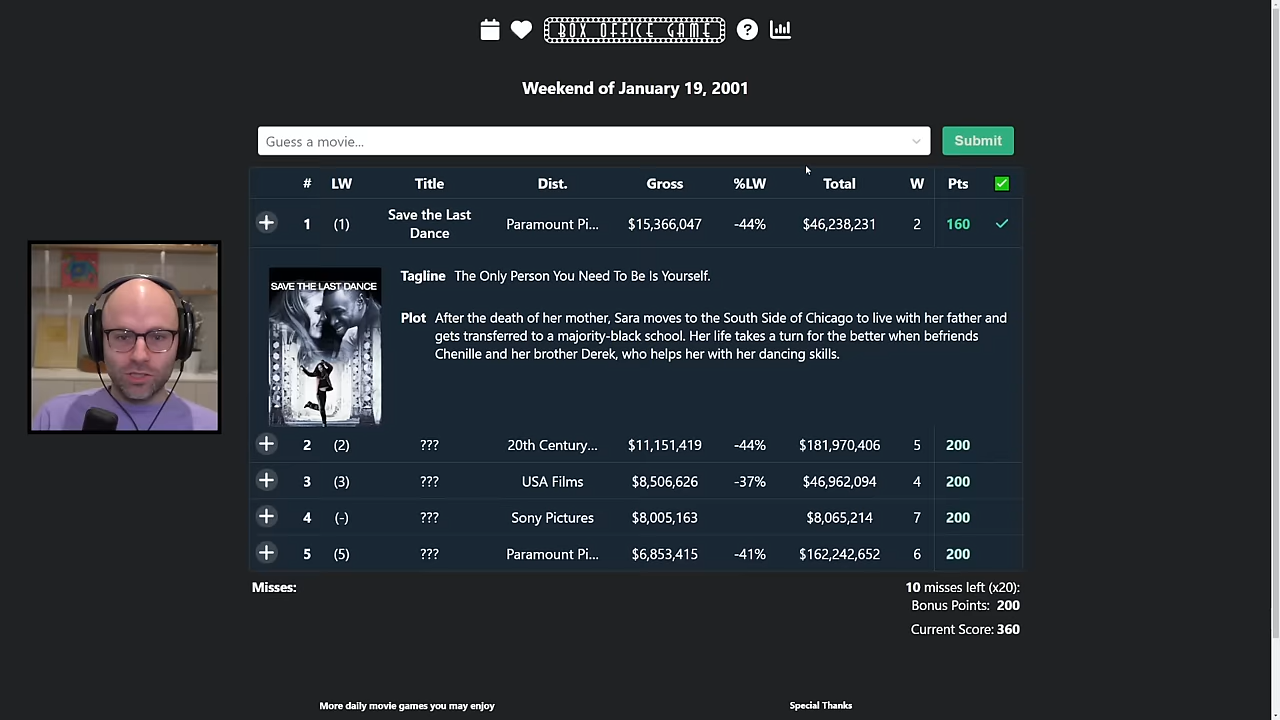 BOX OFFICE GAME ?
Weekend of January 19, 2001
Guess a movie... Submit
# (LW) Title Dist. Gross %LW Total W Pts
1 (1) Save the Last Dance Paramount Pi... $15,366,047 -44% $46,238,231 2 160
SAVE THE LAST DANCE
Tagline The Only Person You Need To Be Is Yourself.
Plot After the death of her mother, Sara moves to the South Side of Chicago to live with her father and
gets transferred to a majority-black school. Her life takes a turn for the better when befriends
Chenille and her brother Derek, who helps her with her dancing skills.
2 (2) ??? 20th Century... $11,151,419 -44% $181,970,406 5 200
3 (3) ??? USA Films $8,506,626 -37% $46,962,094 4 200
4 (-) ??? Sony Pictures $8,005,163 $8,065,214 7 200
5 (5) ??? Paramount Pi... $6,853,415 -41% $162,242,652 6 200
Misses: 10 misses left (x20):
Bonus Points: 200
Current Score: 360
More daily movie games you may enjoy Special Thanks